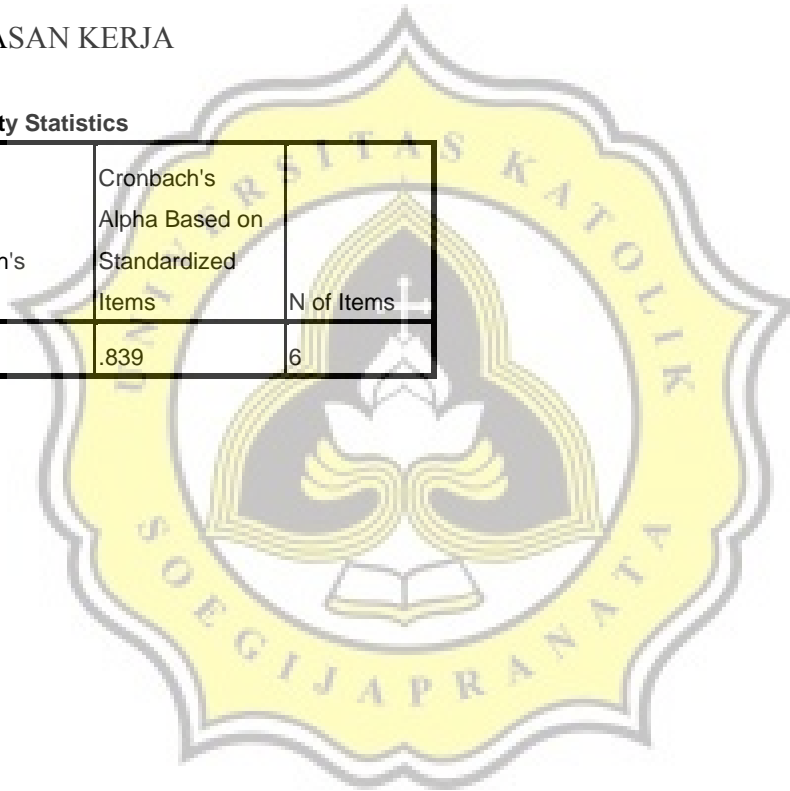 ASAN KERJA
ty Statistics
n's
Cronbach's
Alpha Based on
Standardized
Items
N of Items
.839
6
UNIVERSITAS KATOLIK
SOEGIJAPRANATA